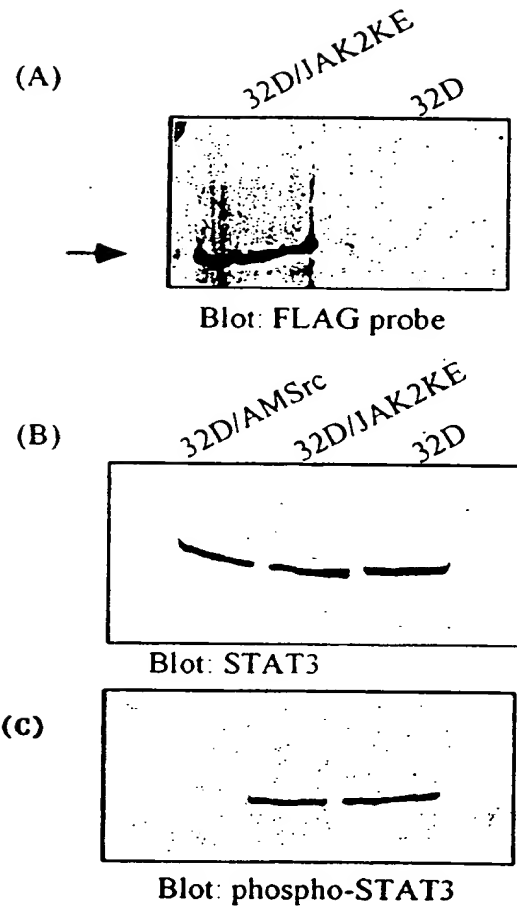 (A)
32D/JAK2KE 32D
Blot: FLAG probe
(B)
32D/AMSrc 32D/JAK2KE 32D
Blot: STAT3
(C)
Blot: phospho-STAT3